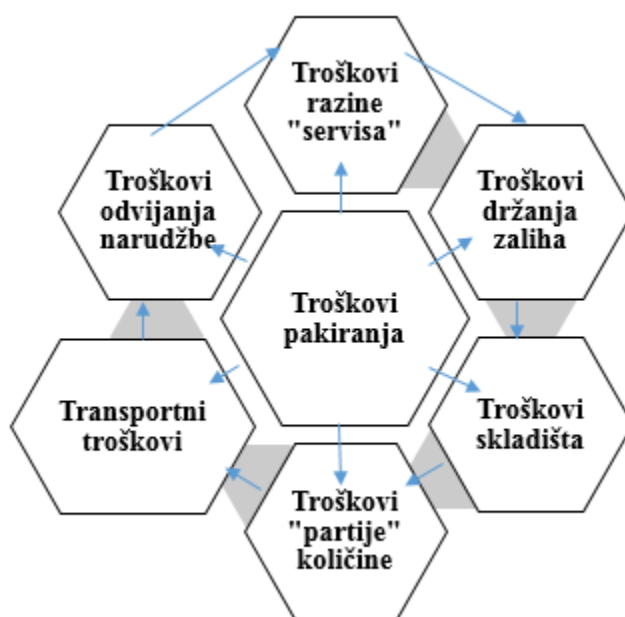 Troškovi
razine
"servisa"
Troškovi
odvijanja
narudžbe
Troškovi
držanja
zaliha
Troškovi
pakiranja
Transportni
troškovi
Troškovi
skladišta
Troškovi
"partije"
količine